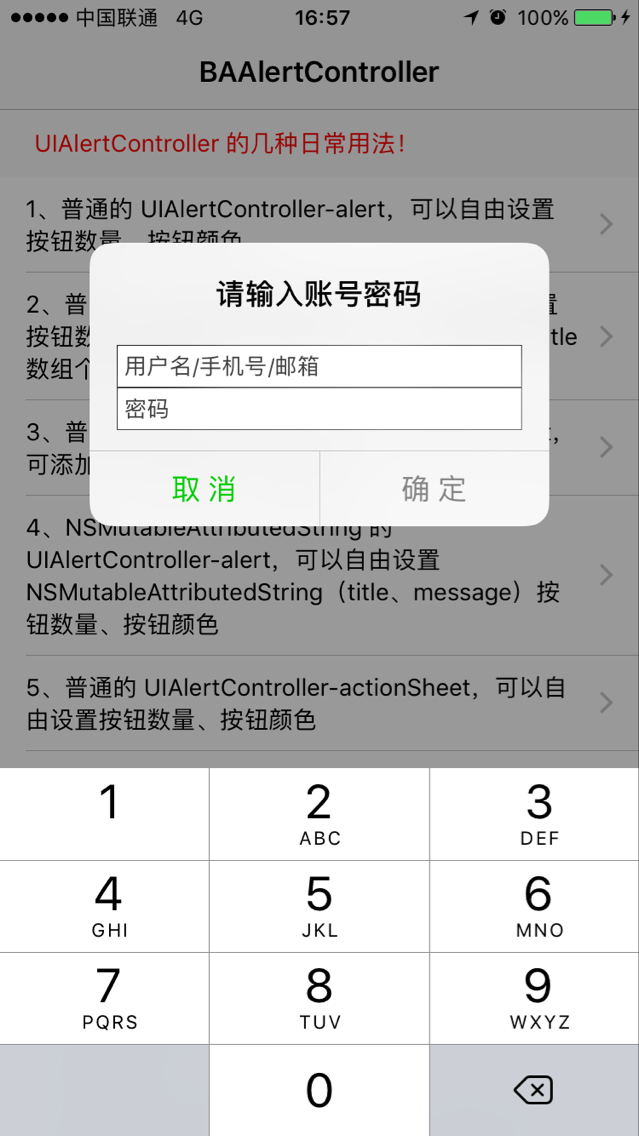 中国联通 4G 16:57 100%
BAAlertController
UIAlertController 的几种日常用法！
1、普通的 UIAlertController-alert，可以自由设置
按钮数量、按钮颜色
2、普
按钮数 tle
数组个
3、普
可添加
请输入账号密码
用户名/手机号/邮箱
密码
取 消 确 定
4、NSMutableAttributedString 的
UIAlertController-alert，可以自由设置
NSMutableAttributedString（title、message）按
钮数量、按钮颜色
5、普通的 UIAlertController-actionSheet，可以自
由设置按钮数量、按钮颜色
1 2 3
ABC DEF
4 5 6
GHI JKL MNO
7 8 9
PQRS TUV WXYZ
0